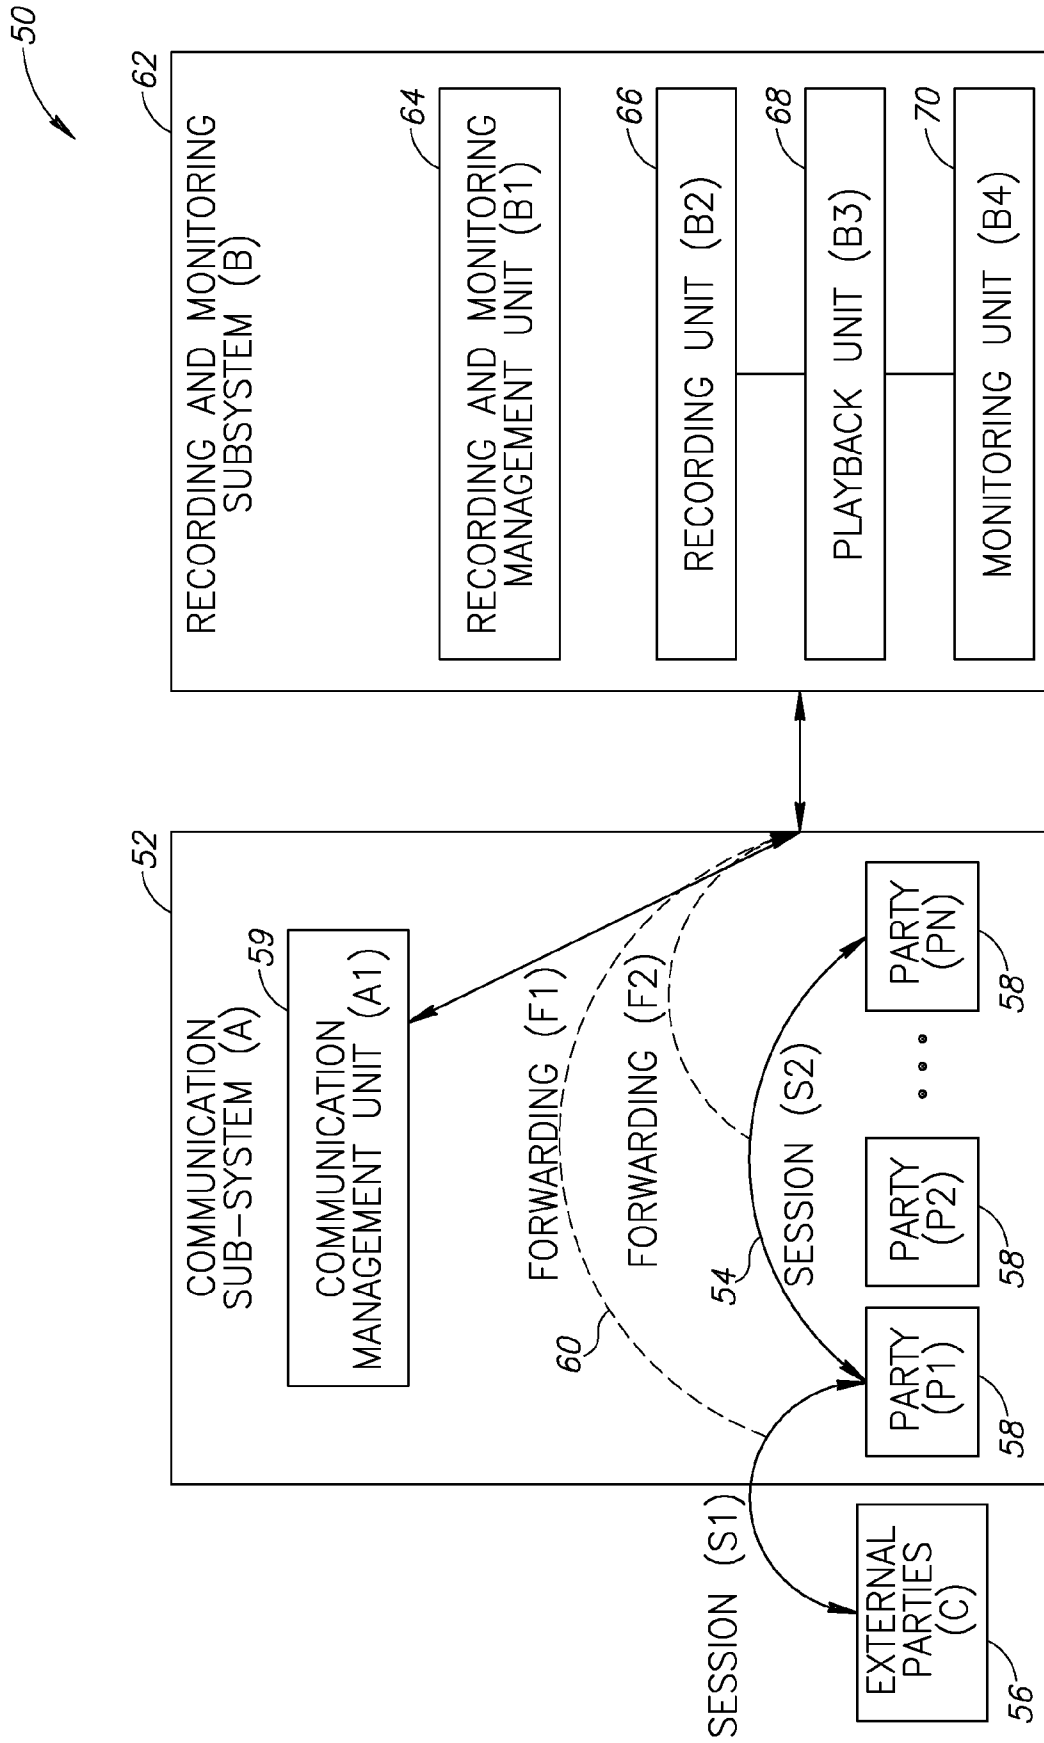 50
62
RECORDING AND MONITORING
SUBSYSTEM (B)
64
RECORDING AND MONITORING
MANAGEMENT UNIT (B1)
66
RECORDING UNIT (B2)
68
PLAYBACK UNIT (B3)
70
MONITORING UNIT (B4)
52
COMMUNICATION
SUB-SYSTEM (A)
59
COMMUNICATION
MANAGEMENT UNIT (A1)
FORWARDING (F1)
60
FORWARDING (F2)
54
SESSION (S2)
PARTY
(P1)
58
PARTY
(P2)
58
PARTY
(PN)
58
SESSION (S1)
EXTERNAL
PARTIES
(C)
56